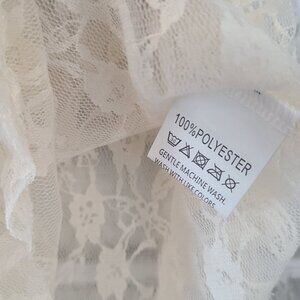 100%POLYESTER
GENTLE MACHINE WASH.
WASH WITH LIKE COLORS.